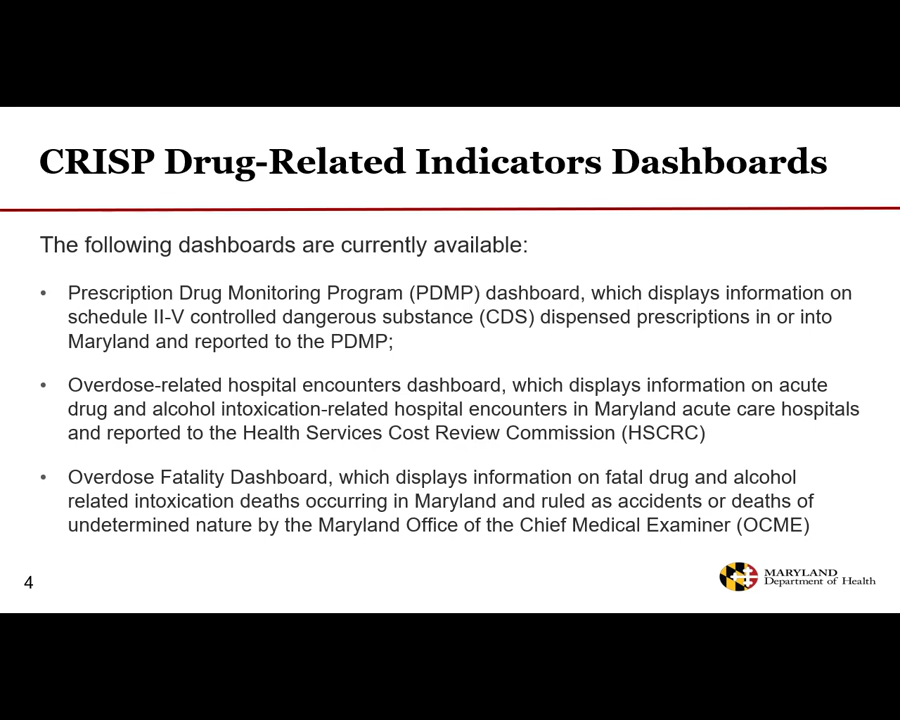 CRISP Drug-Related Indicators Dashboards
The following dashboards are currently available:
• Prescription Drug Monitoring Program (PDMP) dashboard, which displays information on
schedule II-V controlled dangerous substance (CDS) dispensed prescriptions in or into
Maryland and reported to the PDMP;
• Overdose-related hospital encounters dashboard, which displays information on acute
drug and alcohol intoxication-related hospital encounters in Maryland acute care hospitals
and reported to the Health Services Cost Review Commission (HSCRC)
• Overdose Fatality Dashboard, which displays information on fatal drug and alcohol
related intoxication deaths occurring in Maryland and ruled as accidents or deaths of
undetermined nature by the Maryland Office of the Chief Medical Examiner (OCME)
4
MARYLAND
Department of Health